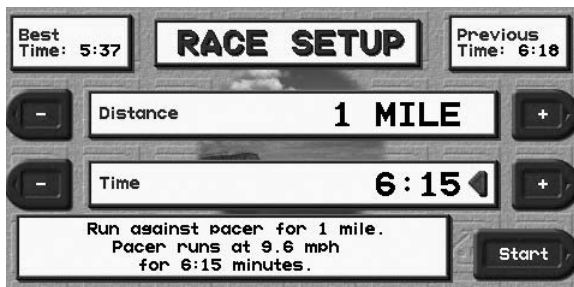 Best
Time: 5:37
RACE SETUP
Previous
Time: 6:18
-
Distance
1 MILE
+
-
Time
6:15
+
Run against pacer for 1 mile.
Pacer runs at 9.6 mph
for 6:15 minutes.
Start